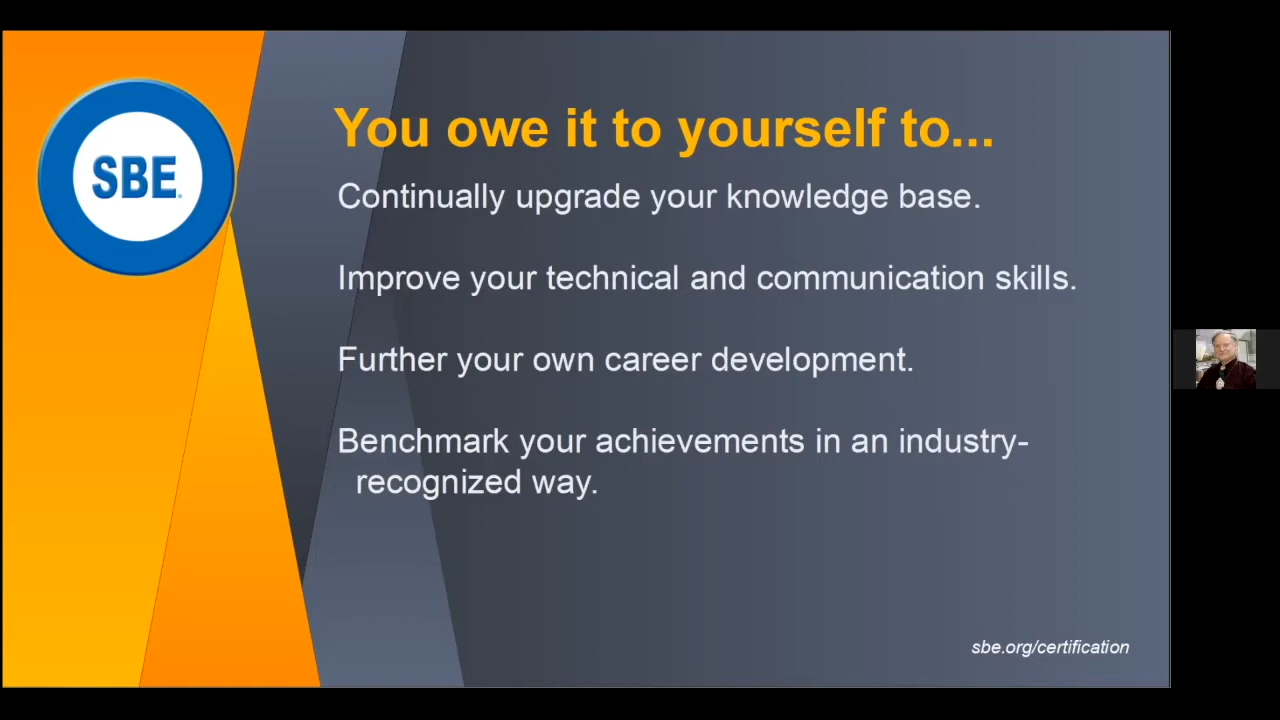 SBE
You owe it to yourself to...
Continually upgrade your knowledge base.
Improve your technical and communication skills.
Further your own career development.
Benchmark your achievements in an industry-
recognized way.
sbe.org/certification